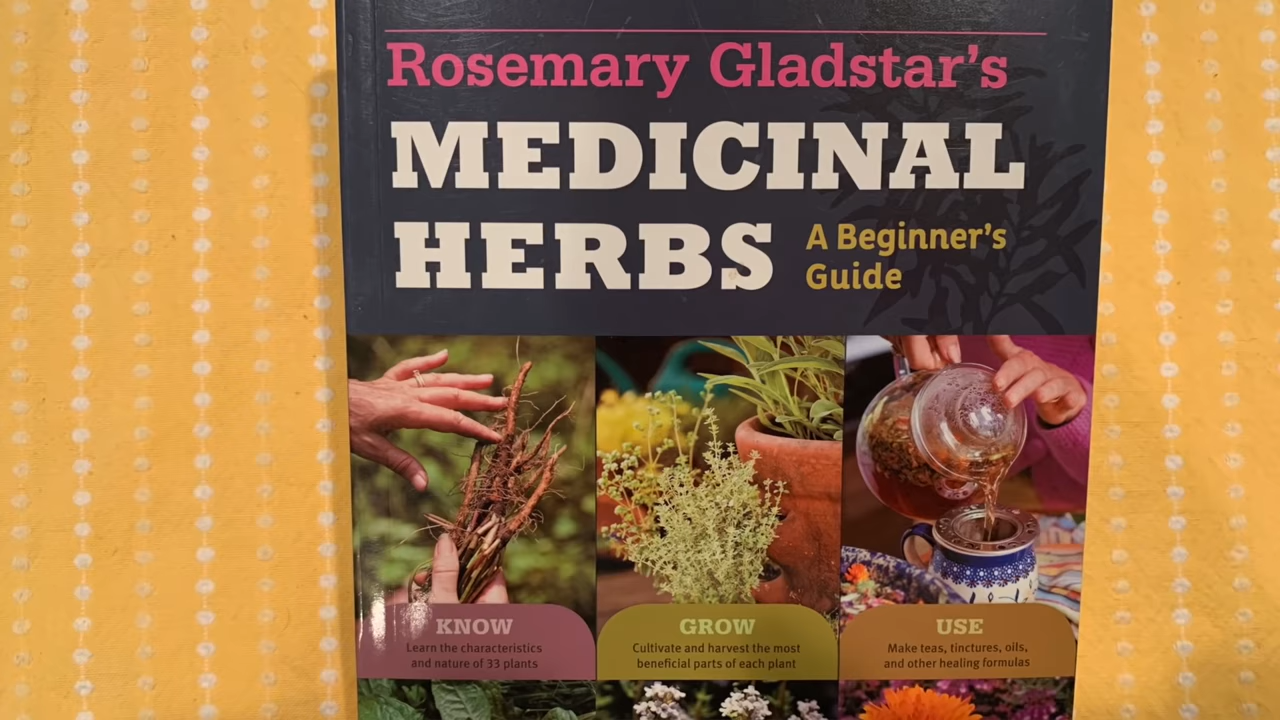 Rosemary Gladstar's
MEDICINAL
HERBS
A Beginner's
Guide
KNOW
Learn the characteristics
and nature of 33 plants
GROW
Cultivate and harvest the most
beneficial parts of each plant
USE
Make teas, tinctures, oils,
and other healing formulas